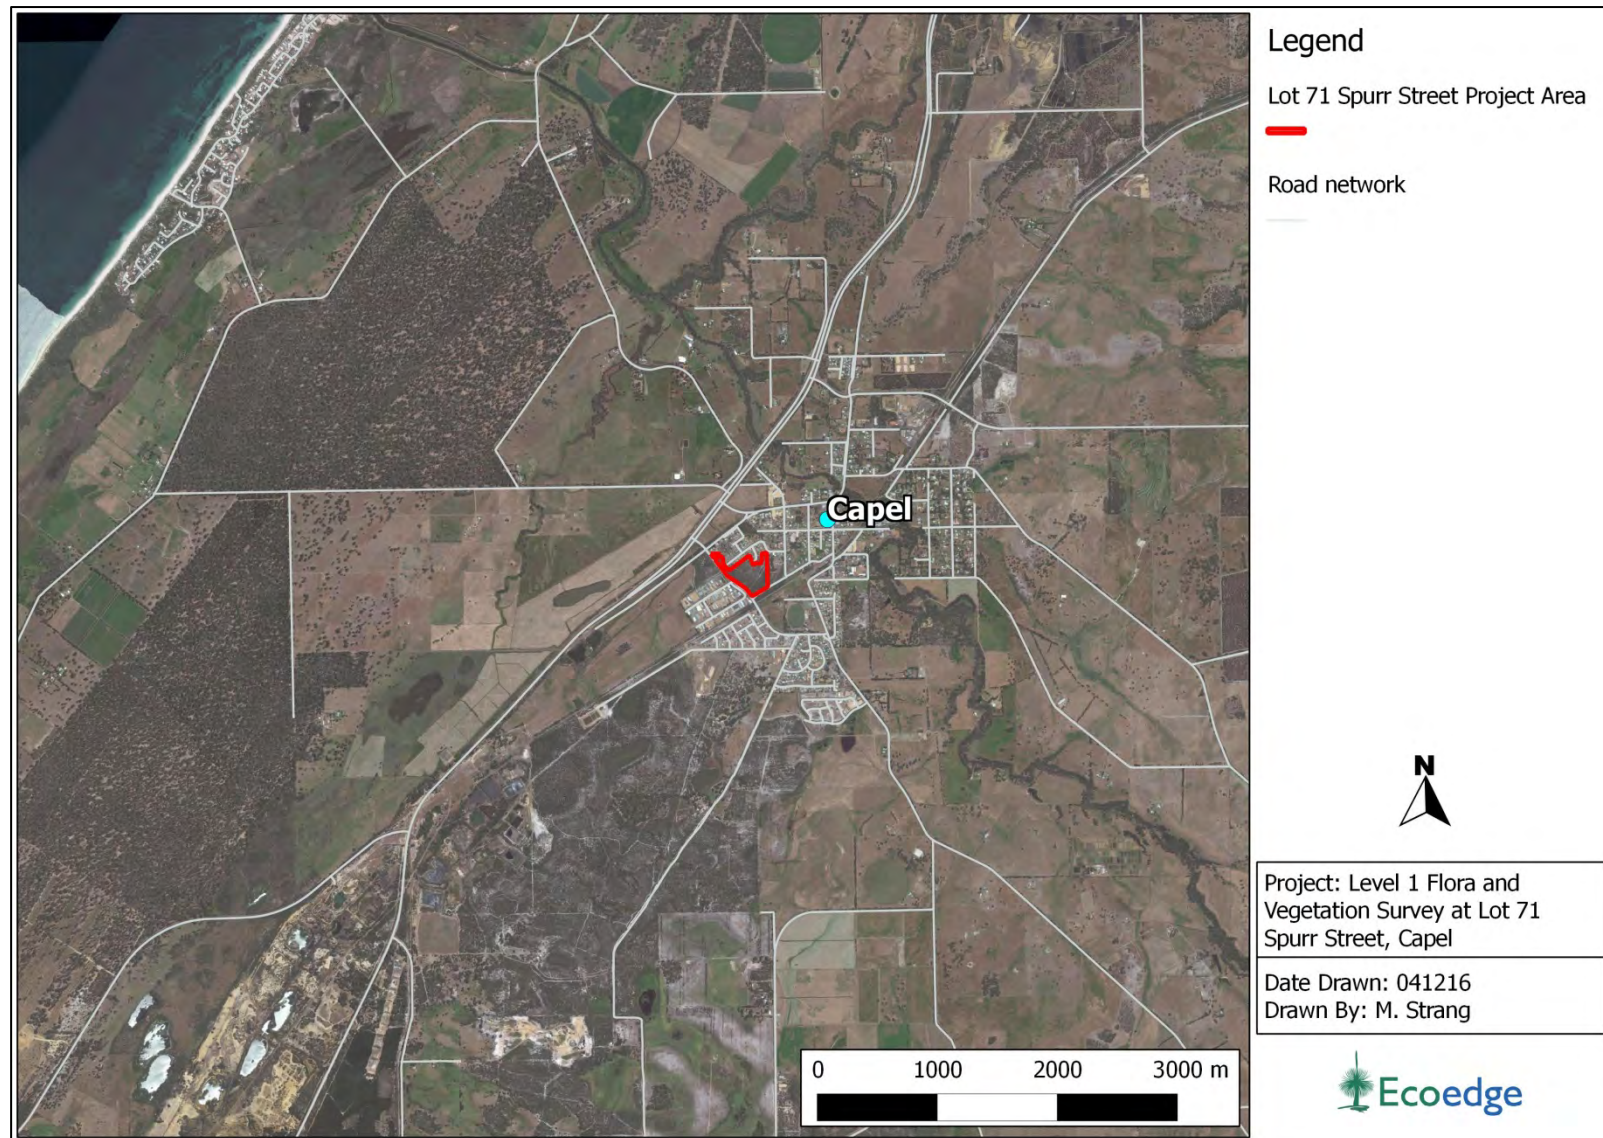 Legend
Lot 71 Spurr Street Project Area
Road network
Capel
N
Project: Level 1 Flora and
Vegetation Survey at Lot 71
Spurr Street, Capel
Date Drawn: 041216
Drawn By: M. Strang
0 1000 2000 3000 m
Ecoedge